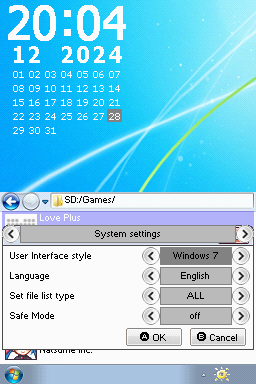 20:04
12 2024
01 02 03 04 05 06 07
08 09 10 11 12 13 14
15 16 17 18 19 20 21
22 23 24 25 26 27 28
29 30 31
SD:/Games/
Love Plus
System settings
User Interface style Windows 7
Language English
Set file list type ALL
Safe Mode off
A OK B Cancel
Natsume Inc.